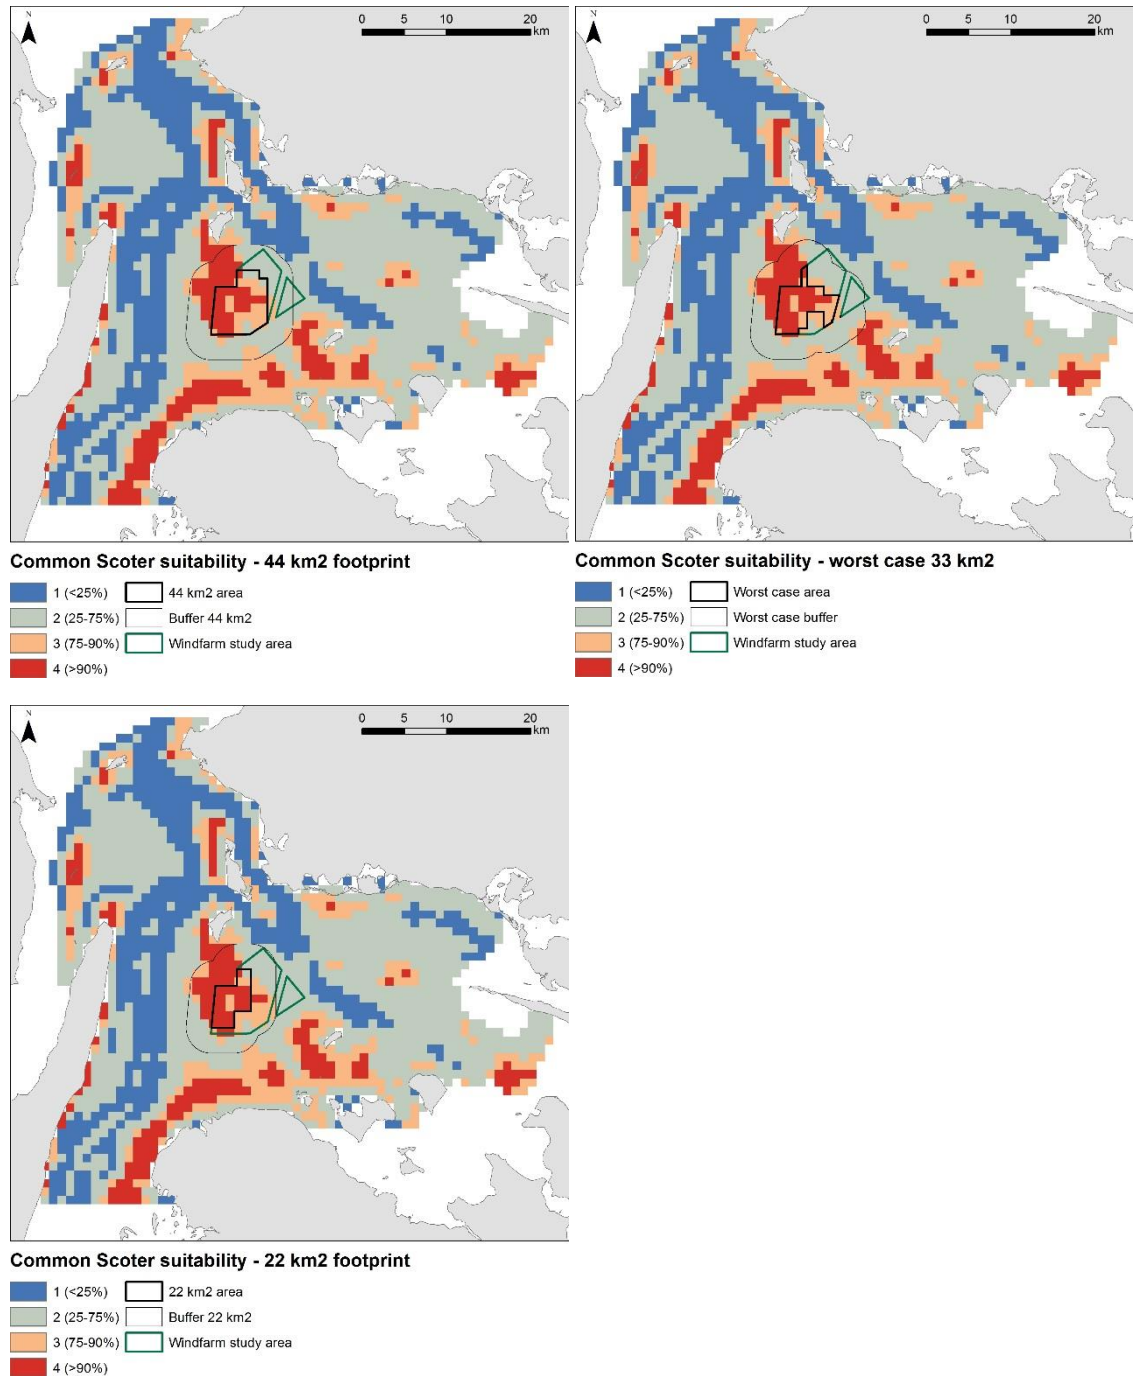 N
0 5 10 20
km
Common Scoter suitability - 44 km2 footprint
1 (<25%) 44 km2 area
2 (25-75%) Buffer 44 km2
3 (75-90%) Windfarm study area
4 (>90%)
N
0 5 10 20
km
Common Scoter suitability - worst case 33 km2
1 (<25%) Worst case area
2 (25-75%) Worst case buffer
3 (75-90%) Windfarm study area
4 (>90%)
N
0 5 10 20
km
Common Scoter suitability - 22 km2 footprint
1 (<25%) 22 km2 area
2 (25-75%) Buffer 22 km2
3 (75-90%) Windfarm study area
4 (>90%)